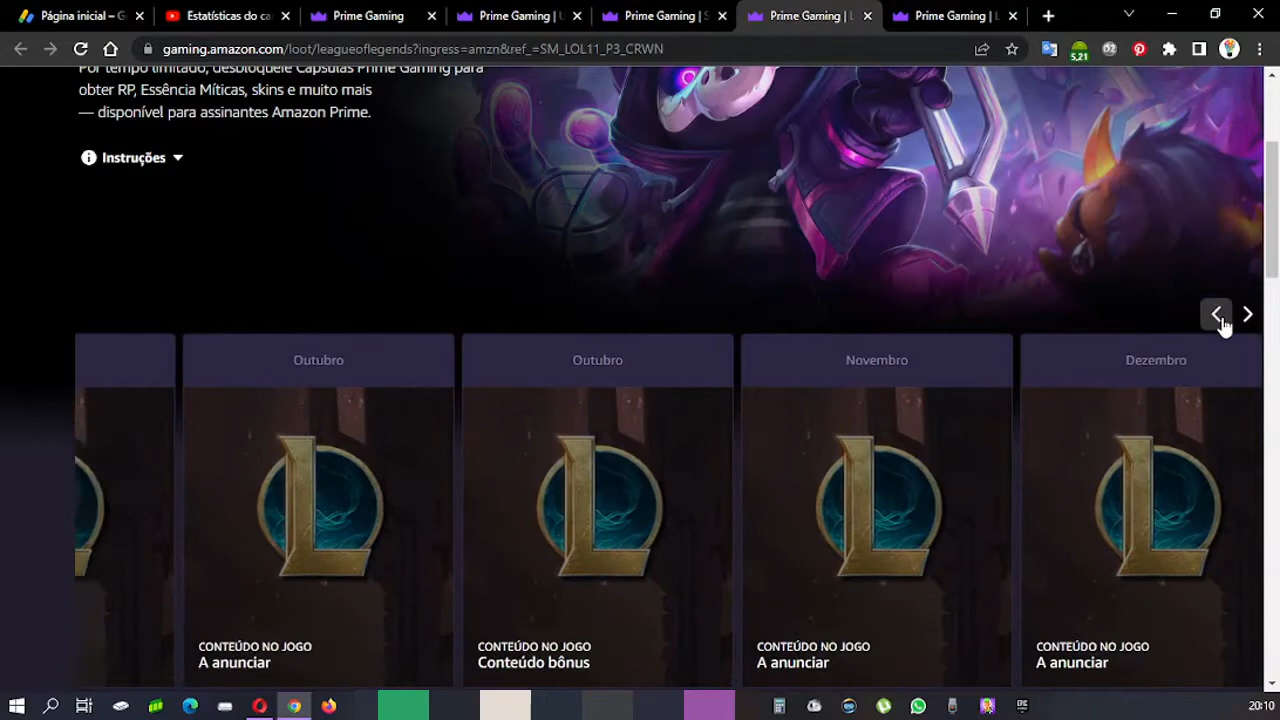 Página inicial – G
Estatísticas do ca
Prime Gaming
Prime Gaming | U
Prime Gaming | S
Prime Gaming | L
Prime Gaming | L
gaming.amazon.com/loot/leagueoflegends?ingress=amzn&ref_=SM_LOL11_P3_CRWN
5,21
Por tempo limitado, desbloqueie Cápsulas Prime Gaming para
obter RP, Essência Míticas, skins e muito mais
— disponível para assinantes Amazon Prime.
Instruções
Outubro
Outubro
Novembro
Dezembro
CONTEÚDO NO JOGO
A anunciar
CONTEÚDO NO JOGO
Conteúdo bônus
CONTEÚDO NO JOGO
A anunciar
CONTEÚDO NO JOGO
A anunciar
20:10